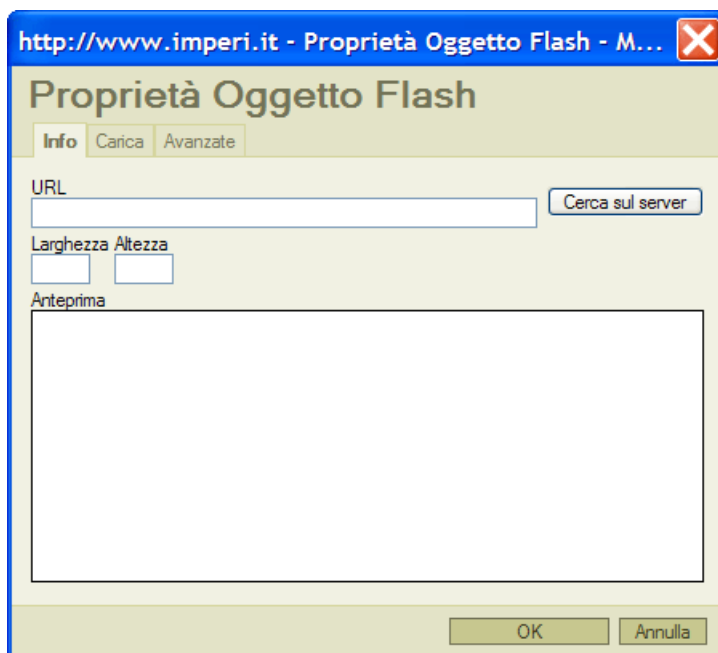 http://www.imperi.it - Proprietà Oggetto Flash - M...
Proprietà Oggetto Flash
Info Carica Avanzate
URL
Cerca sul server
Larghezza Altezza
Anteprima
OK Annulla